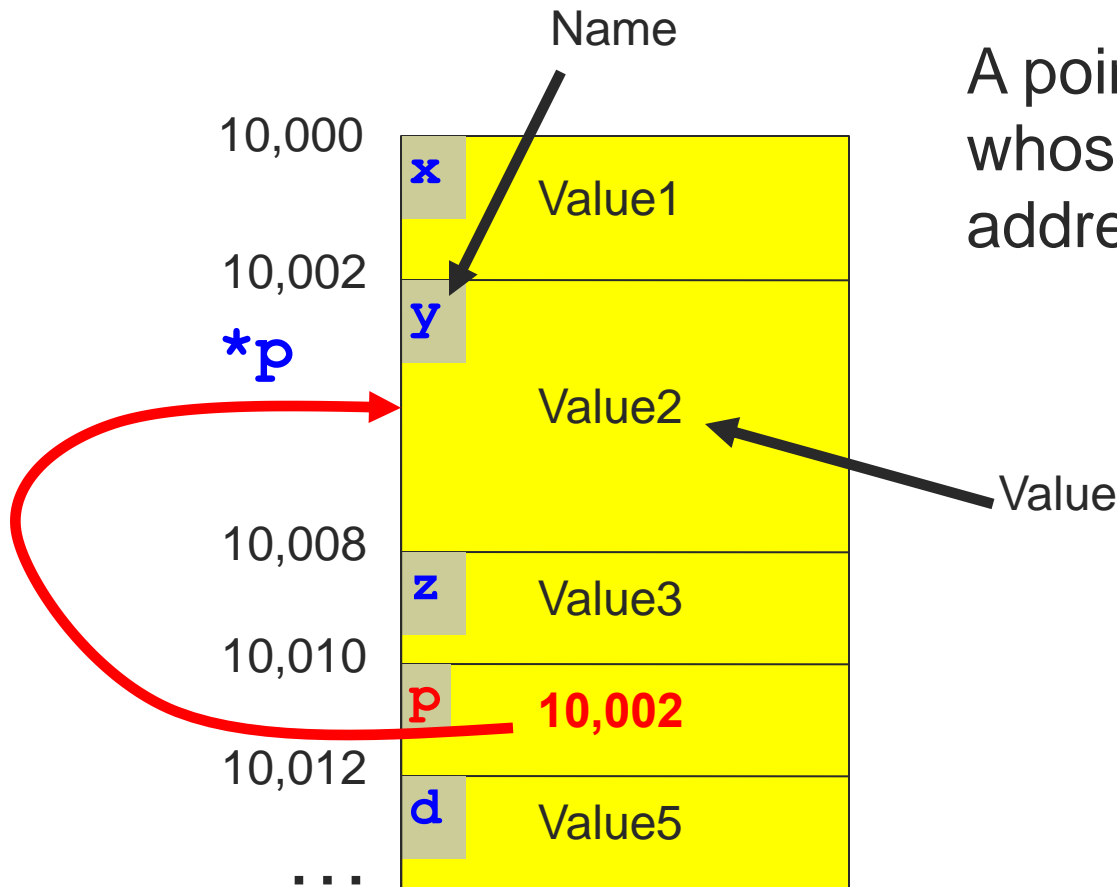 Name
A
whos
addre
10,000
x
Value1
10,002
y
*p
Value2
Value
10,008
z
Value3
10,010
p
10,002
10,012
d
Value5
...